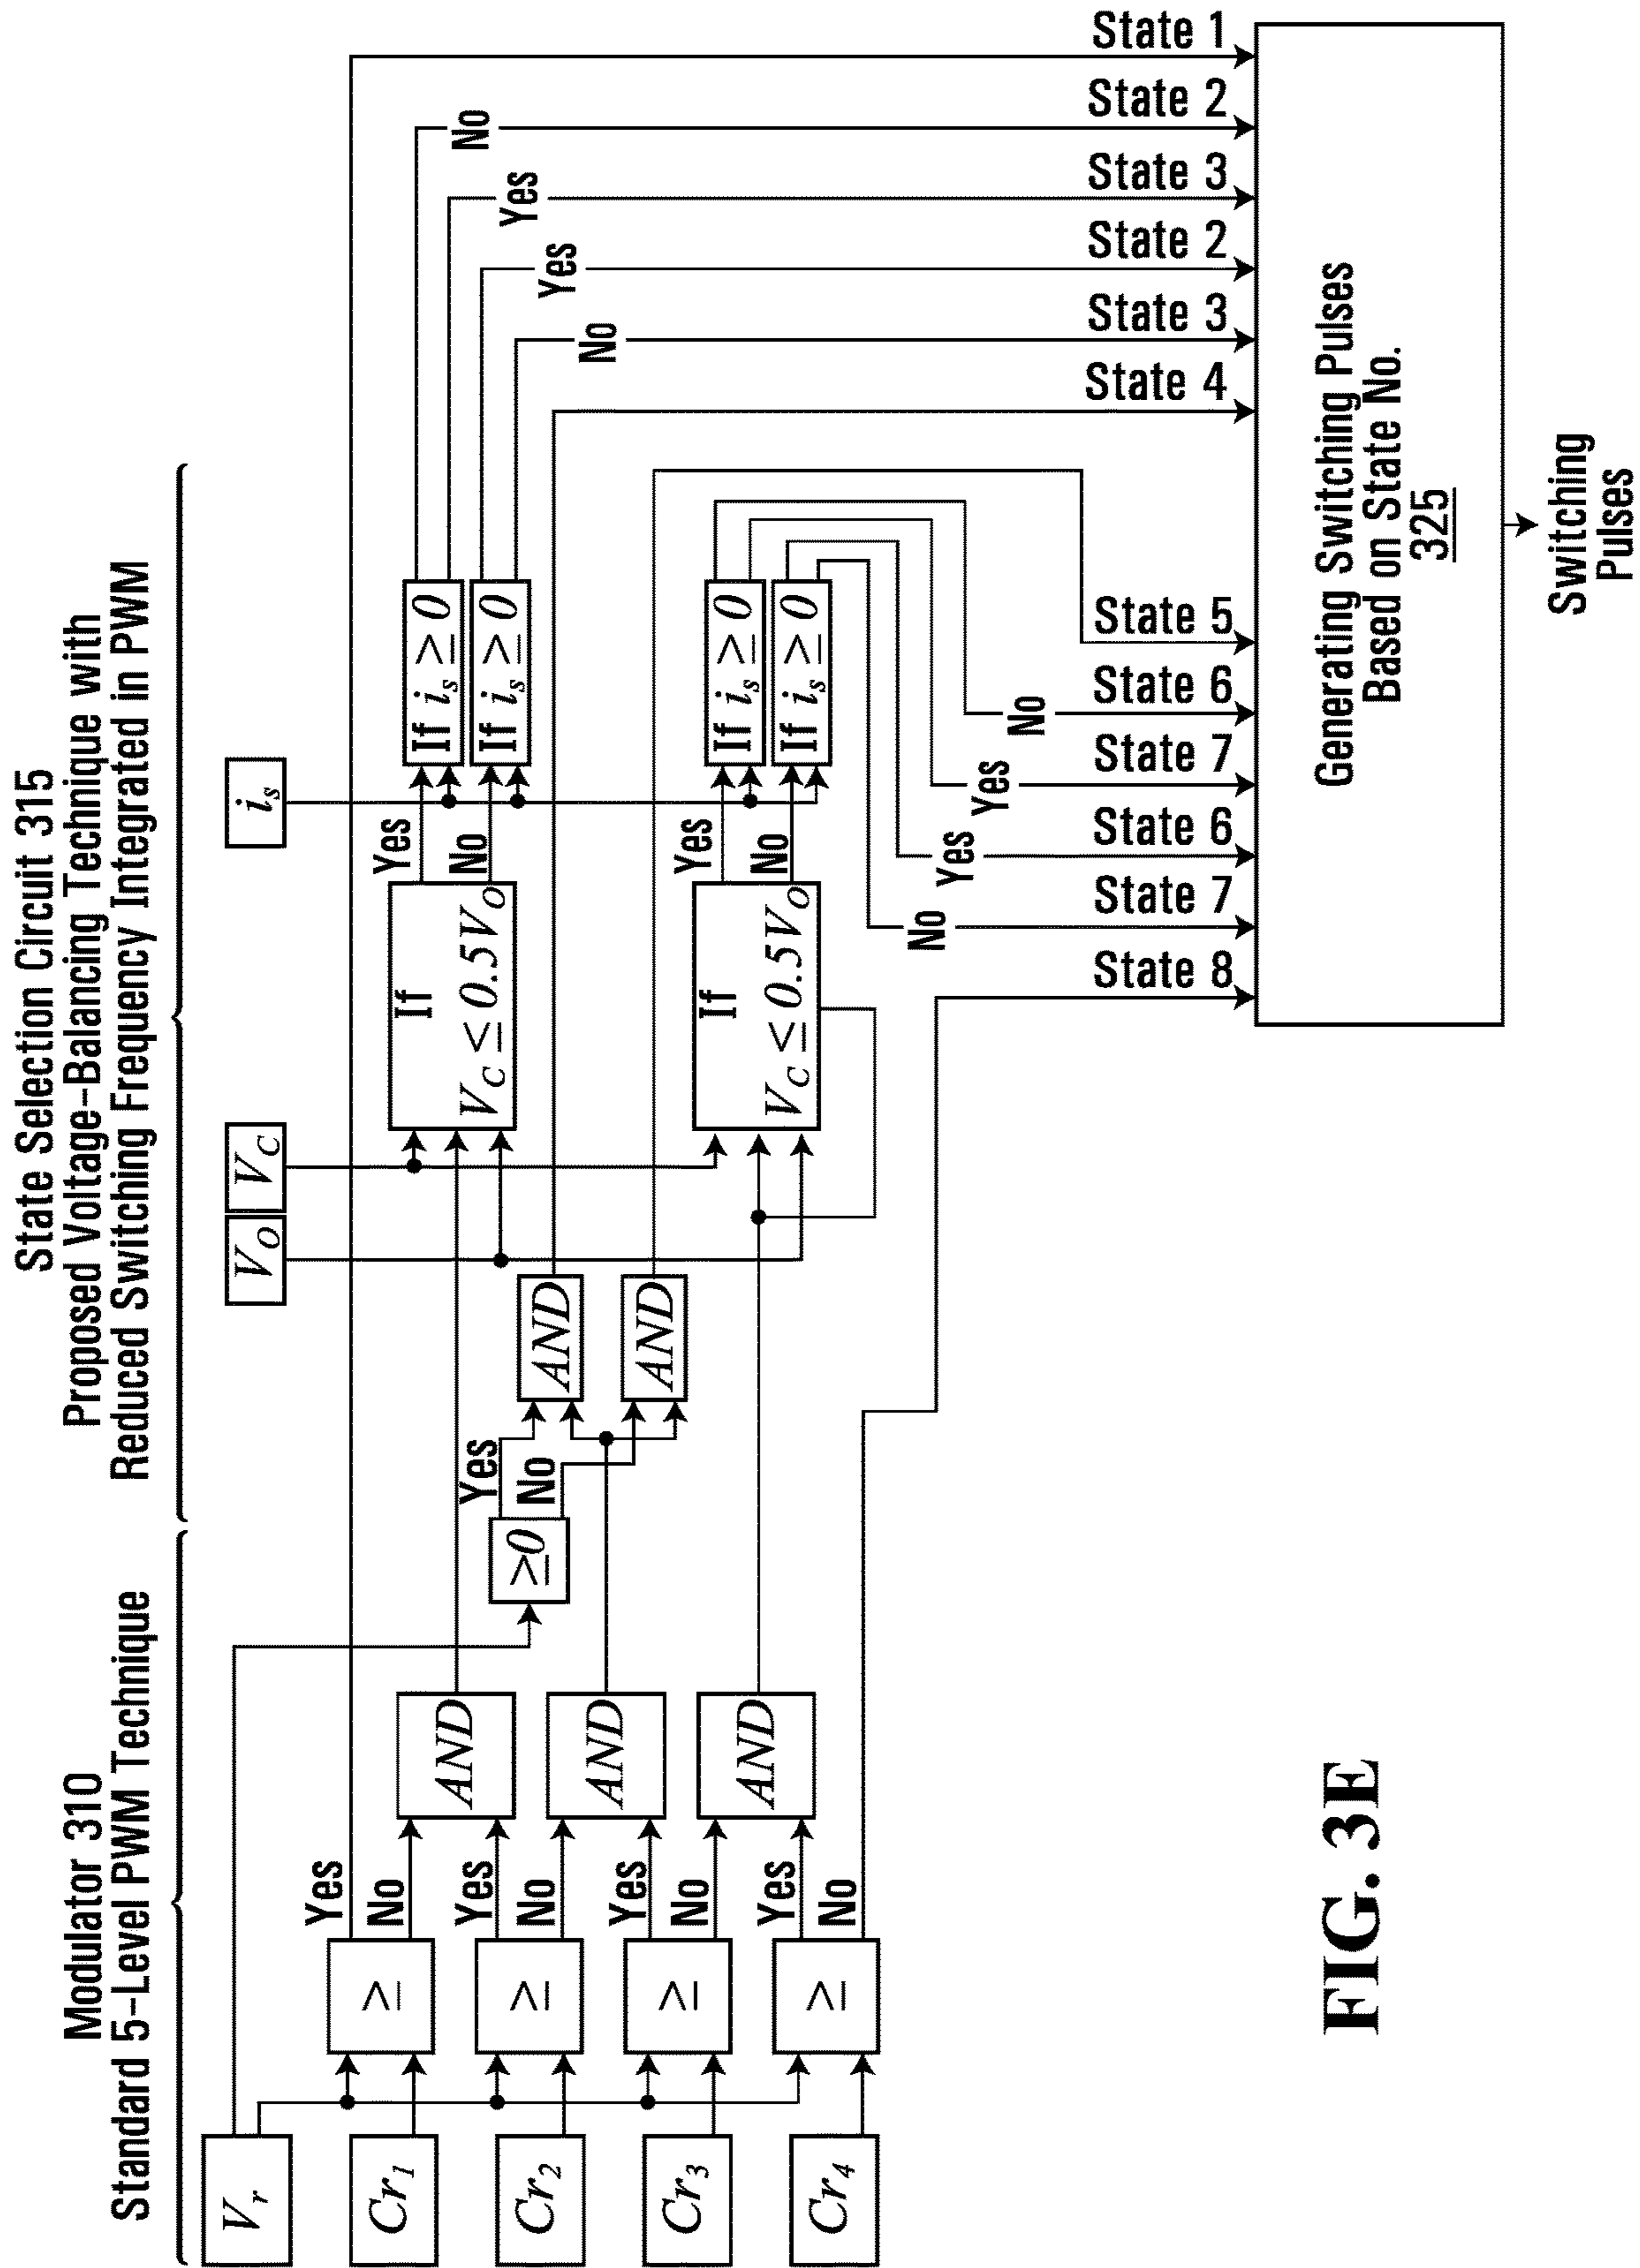 Modulator 310
Standard 5-Level PWM Technique
State Selection Circuit 315
Proposed Voltage-Balancing Technique with
Reduced Switching Frequency Integrated in PWM
V_r
Cr_1
Cr_2
Cr_3
Cr_4
≥
≥
≥
≥
Yes
No
Yes
No
Yes
No
Yes
No
AND
AND
AND
≥0
Yes
No
AND
AND
V_O
V_C
If
V_C ≤ 0.5V_O
If
V_C ≤ 0.5V_O
Yes
No
Yes
No
i_s
If i_s ≥ 0
If i_s ≥ 0
If i_s ≥ 0
If i_s ≥ 0
No
Yes
Yes
No
No
Yes
Yes
No
State 1
State 2
State 3
State 2
State 3
State 4
State 5
State 6
State 7
State 6
State 7
State 8
Generating Switching Pulses
Based on State No.
325
Switching
Pulses
FIG. 3E